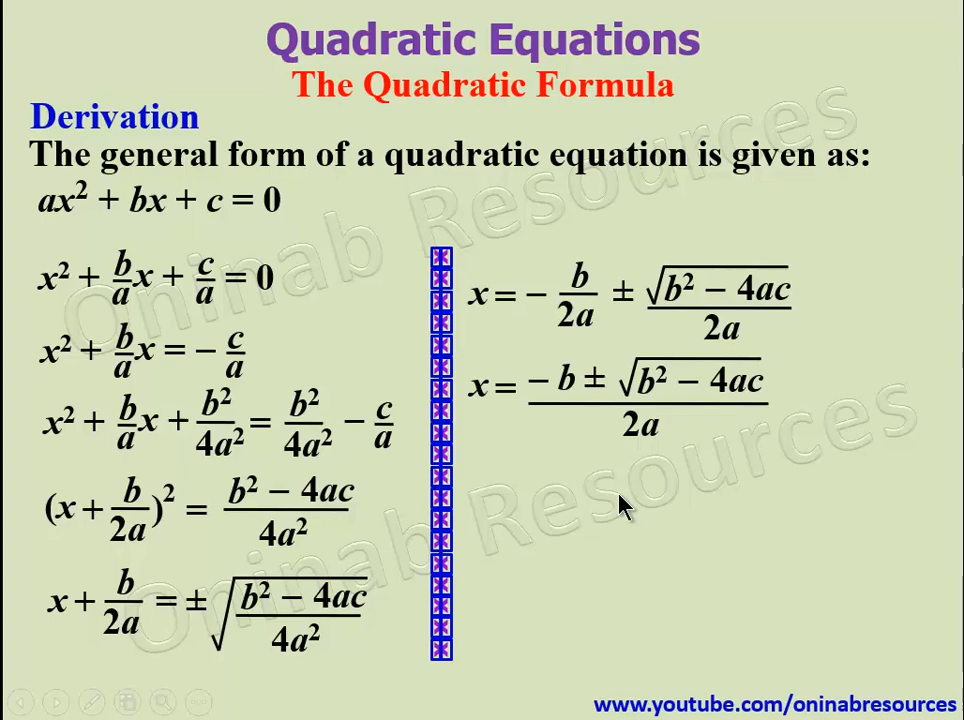 Quadratic Equations
The Quadratic Formula
Derivation
The general form of a quadratic equation is given as:
ax² + bx + c = 0
x² + b/a x + c/a = 0
x² + b/a x = − c/a
x² + b/a x + b²/4a² = b²/4a² − c/a
(x + b/2a)² = (b² − 4ac)/4a²
x + b/2a = ± √((b² − 4ac)/4a²)
x = − b/2a ± √(b² − 4ac)/2a
x = (− b ± √(b² − 4ac))/2a
Oninab Resources
Oninab Resources
www.youtube.com/oninabresources